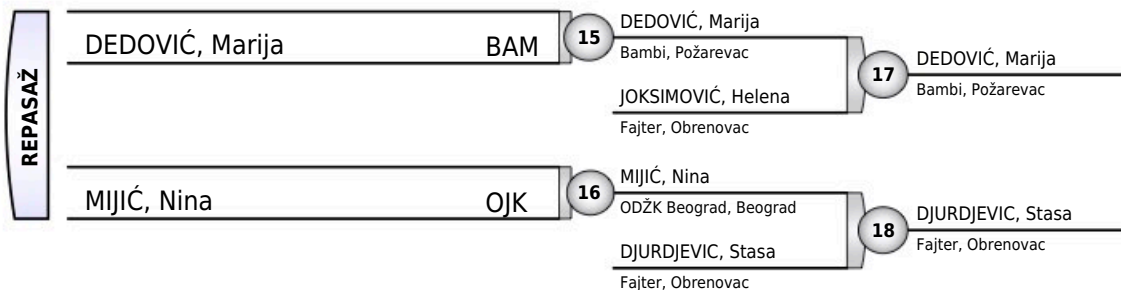 REPASAŽ
DEDOVIĆ, Marija BAM
15
DEDOVIĆ, Marija
Bambi, Požarevac
JOKSIMOVIĆ, Helena
Fajter, Obrenovac
17
DEDOVIĆ, Marija
Bambi, Požarevac
MIJIĆ, Nina OJK
16
MIJIĆ, Nina
ODŽK Beograd, Beograd
DJURDJEVIC, Stasa
Fajter, Obrenovac
18
DJURDJEVIC, Stasa
Fajter, Obrenovac